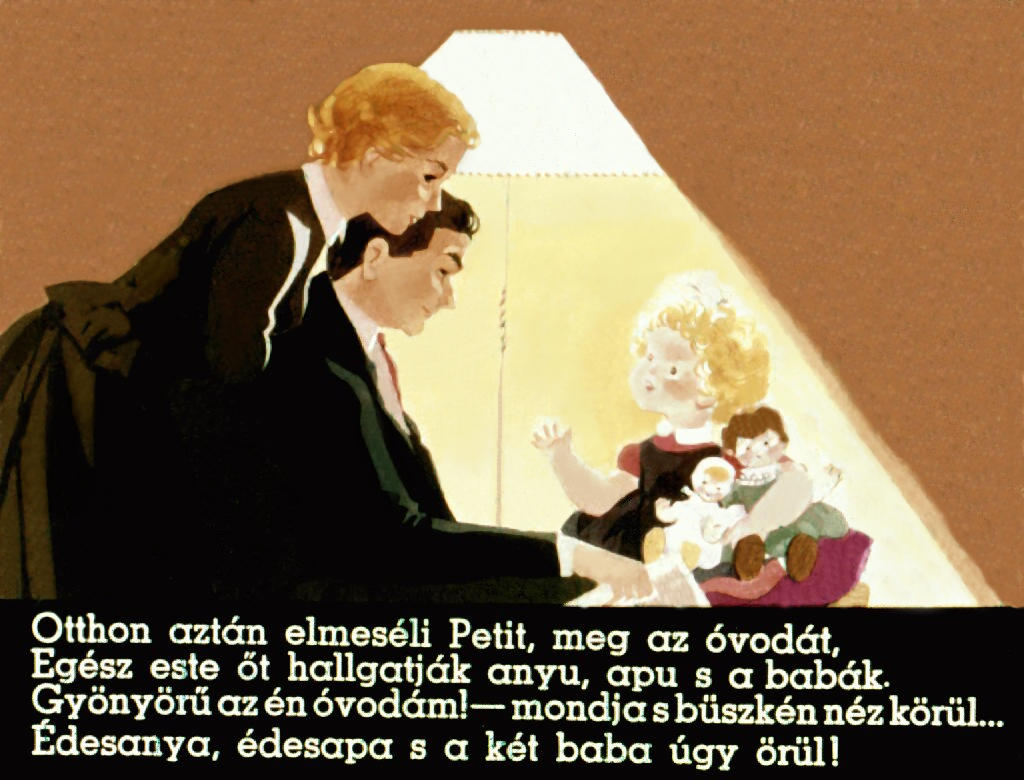 Otthon aztán elmeséli Petit, meg az óvodát,
Egész este őt hallgatják anyu, apu s a babák.
Gyönyörű az én óvodám! — mondja s büszkén néz körül...
Édesanya, édesapa s a két baba úgy örül!